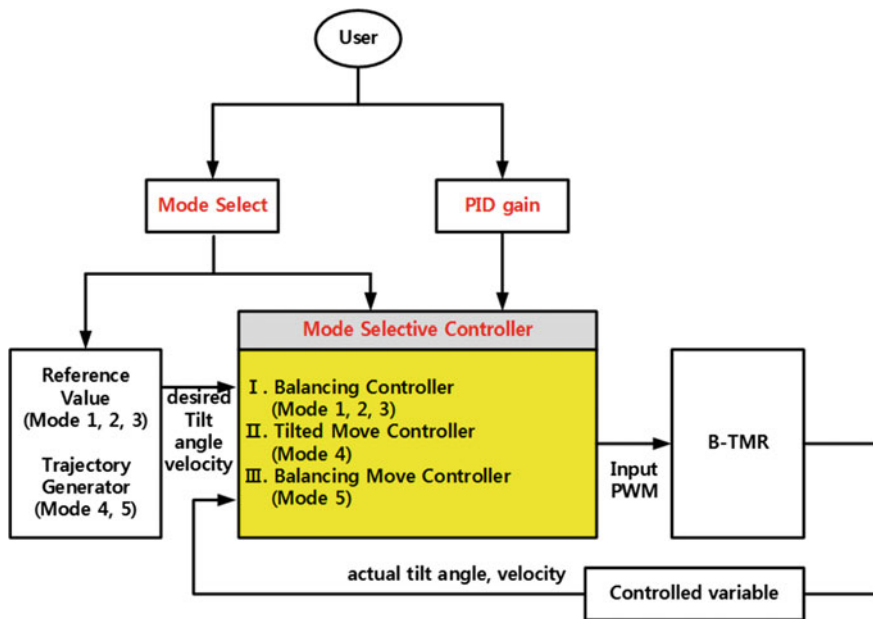 User
Mode Select
PID gain
Mode Selective Controller
Reference
Value
(Mode 1, 2, 3)
Trajectory
Generator
(Mode 4, 5)
desired
Tilt
angle
velocity
Ⅰ. Balancing Controller
(Mode 1, 2, 3)
Ⅱ. Tilted Move Controller
(Mode 4)
Ⅲ. Balancing Move Controller
(Mode 5)
Input
PWM
B-TMR
actual tilt angle, velocity
Controlled variable